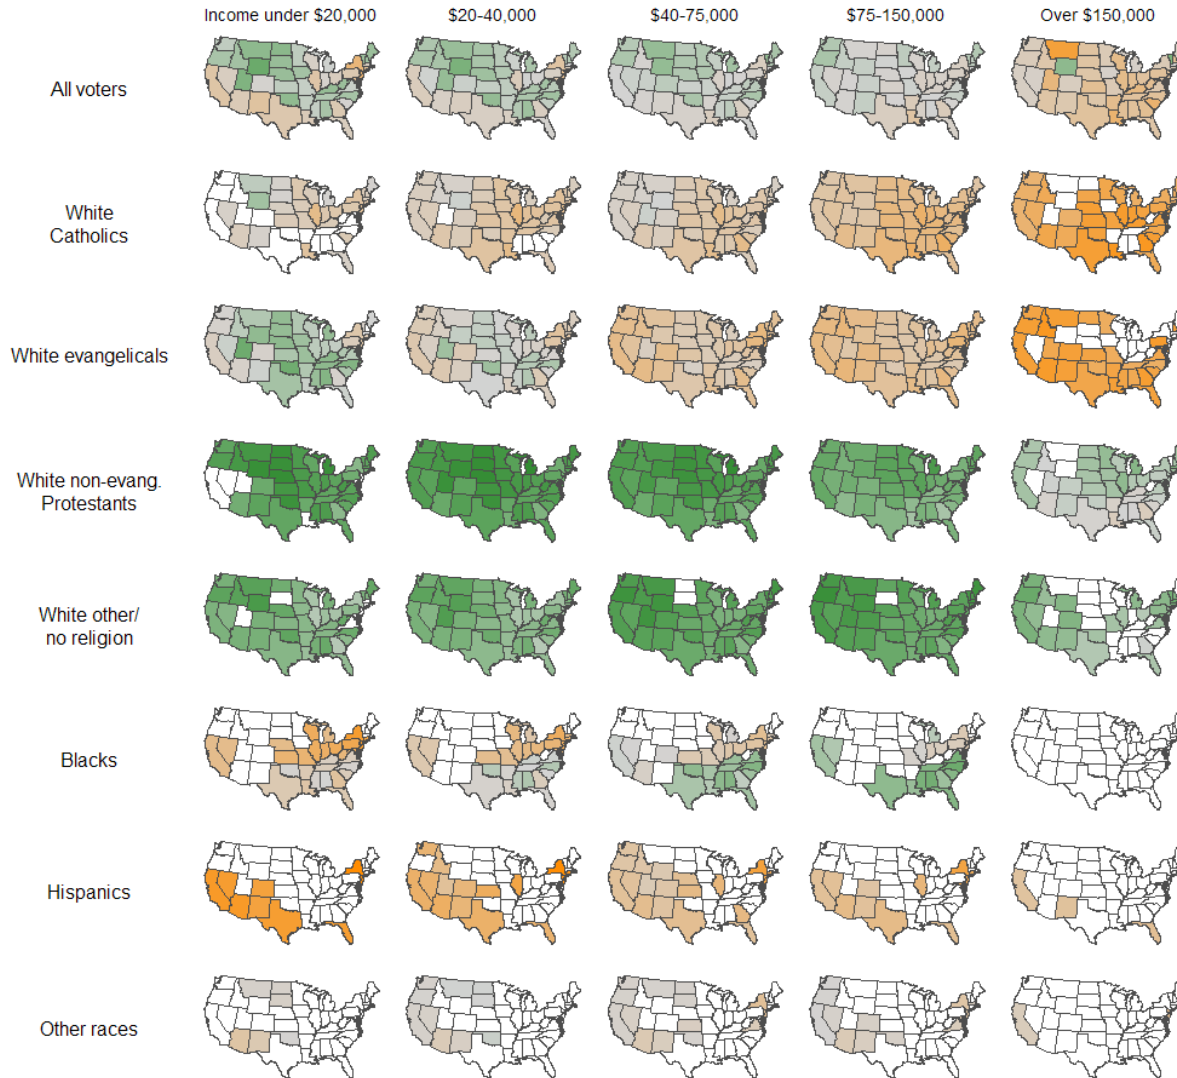 Income under $20,000 $20-40,000 $40-75,000 $75-150,000 Over $150,000
All voters
White
Catholics
White evangelicals
White non-evang.
Protestants
White other/
no religion
Blacks
Hispanics
Other races